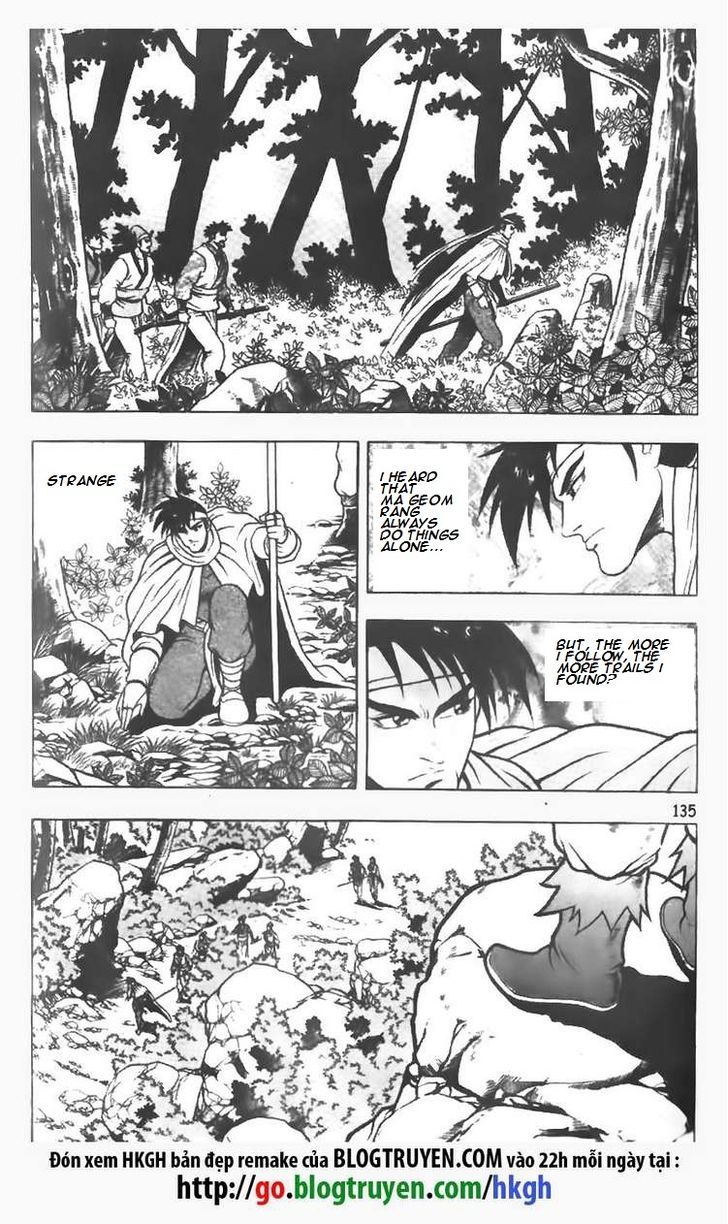 STRANGE
I HEARD
THAT
MA GEOM
RANG
ALWAYS
DO THINGS
ALONE...
BUT, THE MORE
I FOLLOW, THE
MORE TRAILS I
FOUND?
135
Đón xem HKGH bản đẹp remake của BLOGTRUYEN.COM vào 22h mỗi ngày tại :
http://go.blogtruyen.com/hkgh